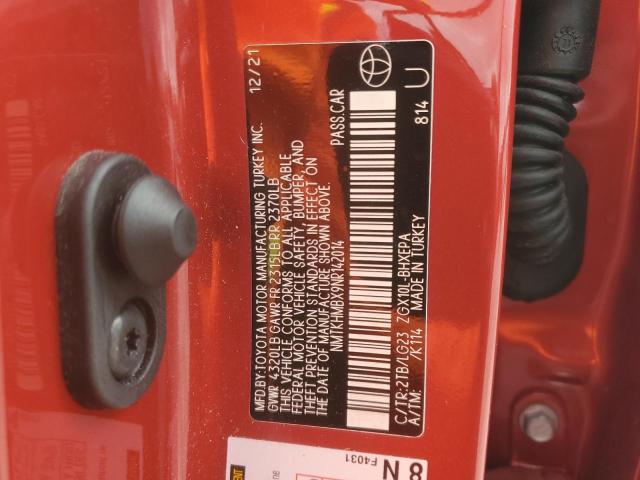 MFD.BY:TOYOTA MOTOR MANUFACTURING TURKEY INC. 12/21
GVWR 4320LB GAWR FR 2315LB RR 2370LB
THIS VEHICLE CONFORMS TO ALL APPLICABLE
FEDERAL MOTOR VEHICLE SAFETY, BUMPER, AND
THEFT PREVENTION STANDARDS IN EFFECT ON
THE DATE OF MANUFACTURE SHOWN ABOVE.
NMTKHMBX9NR142014 PASS.CAR
C/TR:2TB/LG23 ZGX10L-BHXEPA
A/TM: /K114 MADE IN TURKEY 814 U
F4031
8 N